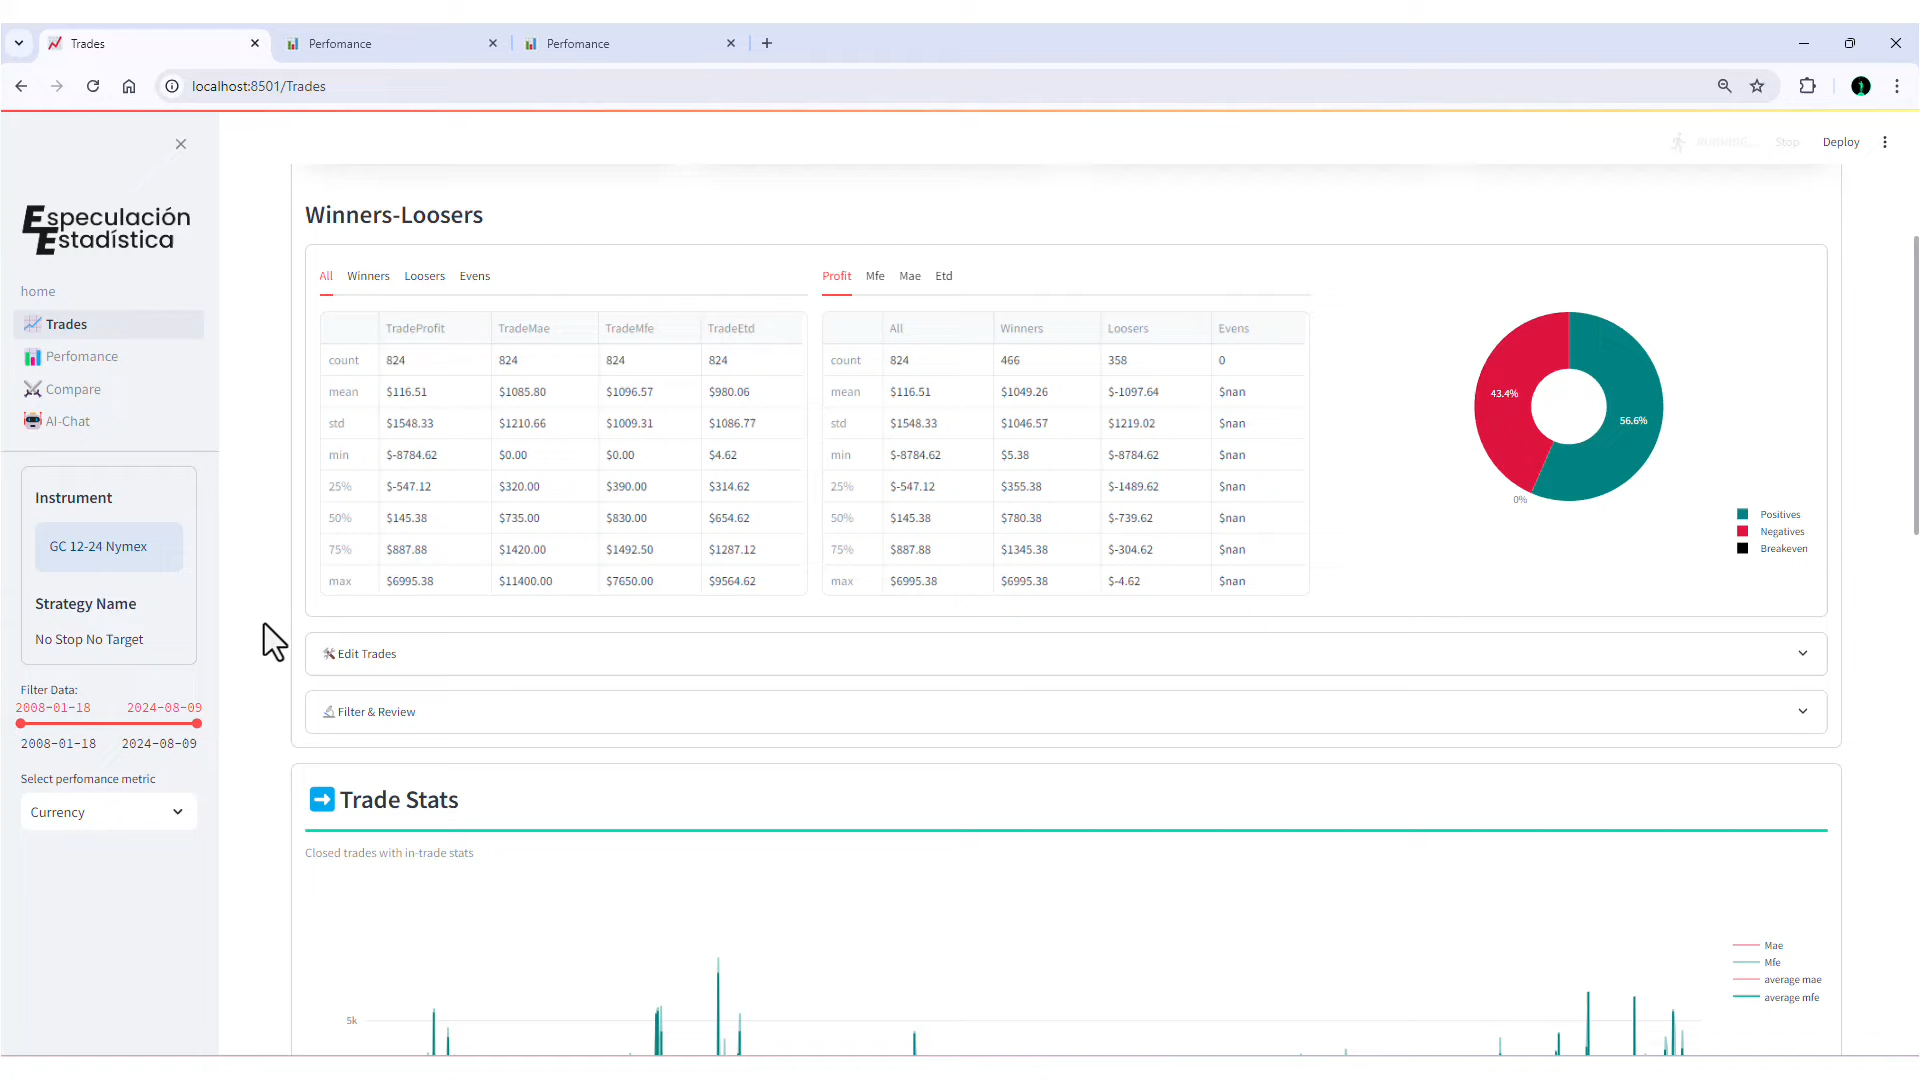 Trades
Perfomance
Perfomance
localhost:8501/Trades
Stop
Deploy
Especulación
Estadística
home
Trades
Perfomance
Compare
AI-Chat
Instrument
GC 12-24 Nymex
Strategy Name
No Stop No Target
Filter Data:
2008-01-18 2024-08-09
2008-01-18 2024-08-09
Select perfomance metric
Currency
Winners-Loosers
All Winners Loosers Evens
TradeProfit TradeMae TradeMfe TradeEtd
count 824 824 824 824
mean $116.51 $1085.80 $1096.57 $980.06
std $1548.33 $1210.66 $1009.31 $1086.77
min $-8784.62 $0.00 $0.00 $4.62
25% $-547.12 $320.00 $390.00 $314.62
50% $145.38 $735.00 $830.00 $654.62
75% $887.88 $1420.00 $1492.50 $1287.12
max $6995.38 $11400.00 $7650.00 $9564.62
Profit Mfe Mae Etd
All Winners Loosers Evens
count 824 466 358 0
mean $116.51 $1049.26 $-1097.64 $nan
std $1548.33 $1046.57 $1219.02 $nan
min $-8784.62 $5.38 $-8784.62 $nan
25% $-547.12 $355.38 $-1489.62 $nan
50% $145.38 $780.38 $-739.62 $nan
75% $887.88 $1345.38 $-304.62 $nan
max $6995.38 $6995.38 $-4.62 $nan
43.4%
56.6%
0%
Positives
Negatives
Breakeven
Edit Trades
Filter & Review
Trade Stats
Closed trades with in-trade stats
Mae
Mfe
average mae
average mfe
5k